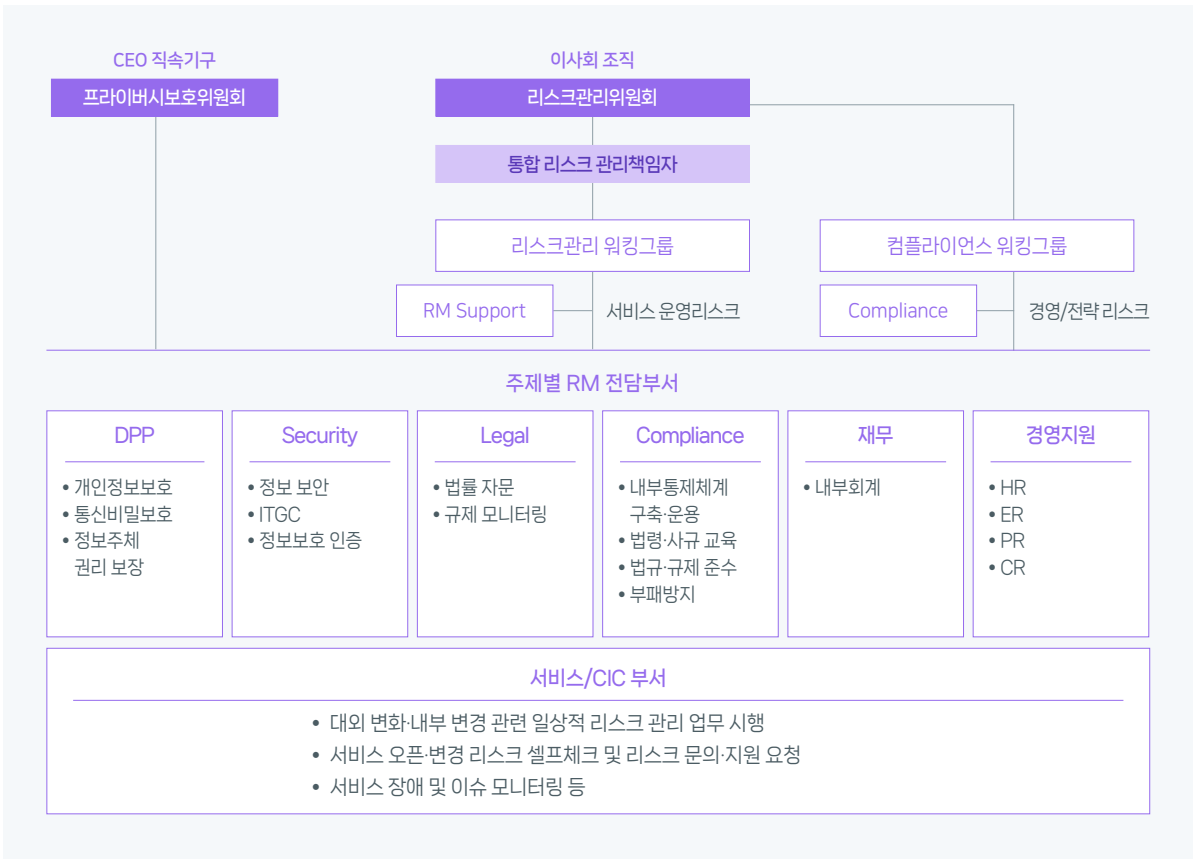 CEO 직속기구
프라이버시보호위원회
이사회 조직
리스크관리위원회
통합 리스크 관리책임자
리스크관리 워킹그룹
컴플라이언스 워킹그룹
RM Support
서비스 운영리스크
Compliance
경영/전략 리스크
주제별 RM 전담부서
DPP
• 개인정보보호
• 통신비밀보호
• 정보주체
권리 보장
Security
• 정보 보안
• ITGC
• 정보보호 인증
Legal
• 법률 자문
• 규제 모니터링
Compliance
• 내부통제체계
구축·운용
• 법령·사규 교육
• 법규·규제 준수
• 부패방지
재무
• 내부회계
경영지원
• HR
• ER
• PR
• CR
서비스/CIC 부서
• 대외 변화·내부 변경 관련 일상적 리스크 관리 업무 시행
• 서비스 오픈·변경 리스크 셀프체크 및 리스크 문의·지원 요청
• 서비스 장애 및 이슈 모니터링 등